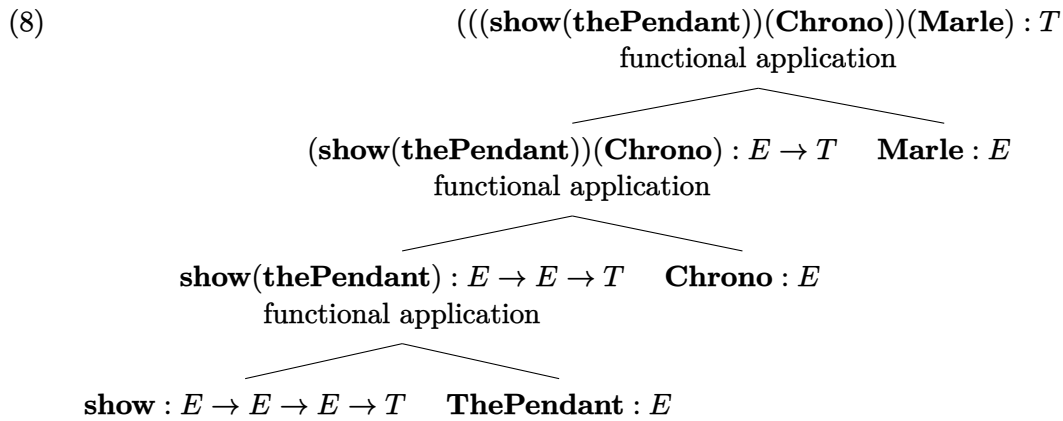 (8) (((show(thePendant))(Chrono))(Marle) : T
functional application
(show(thePendant))(Chrono) : E → T Marle : E
functional application
show(thePendant) : E → E → T Chrono : E
functional application
show : E → E → E → T ThePendant : E